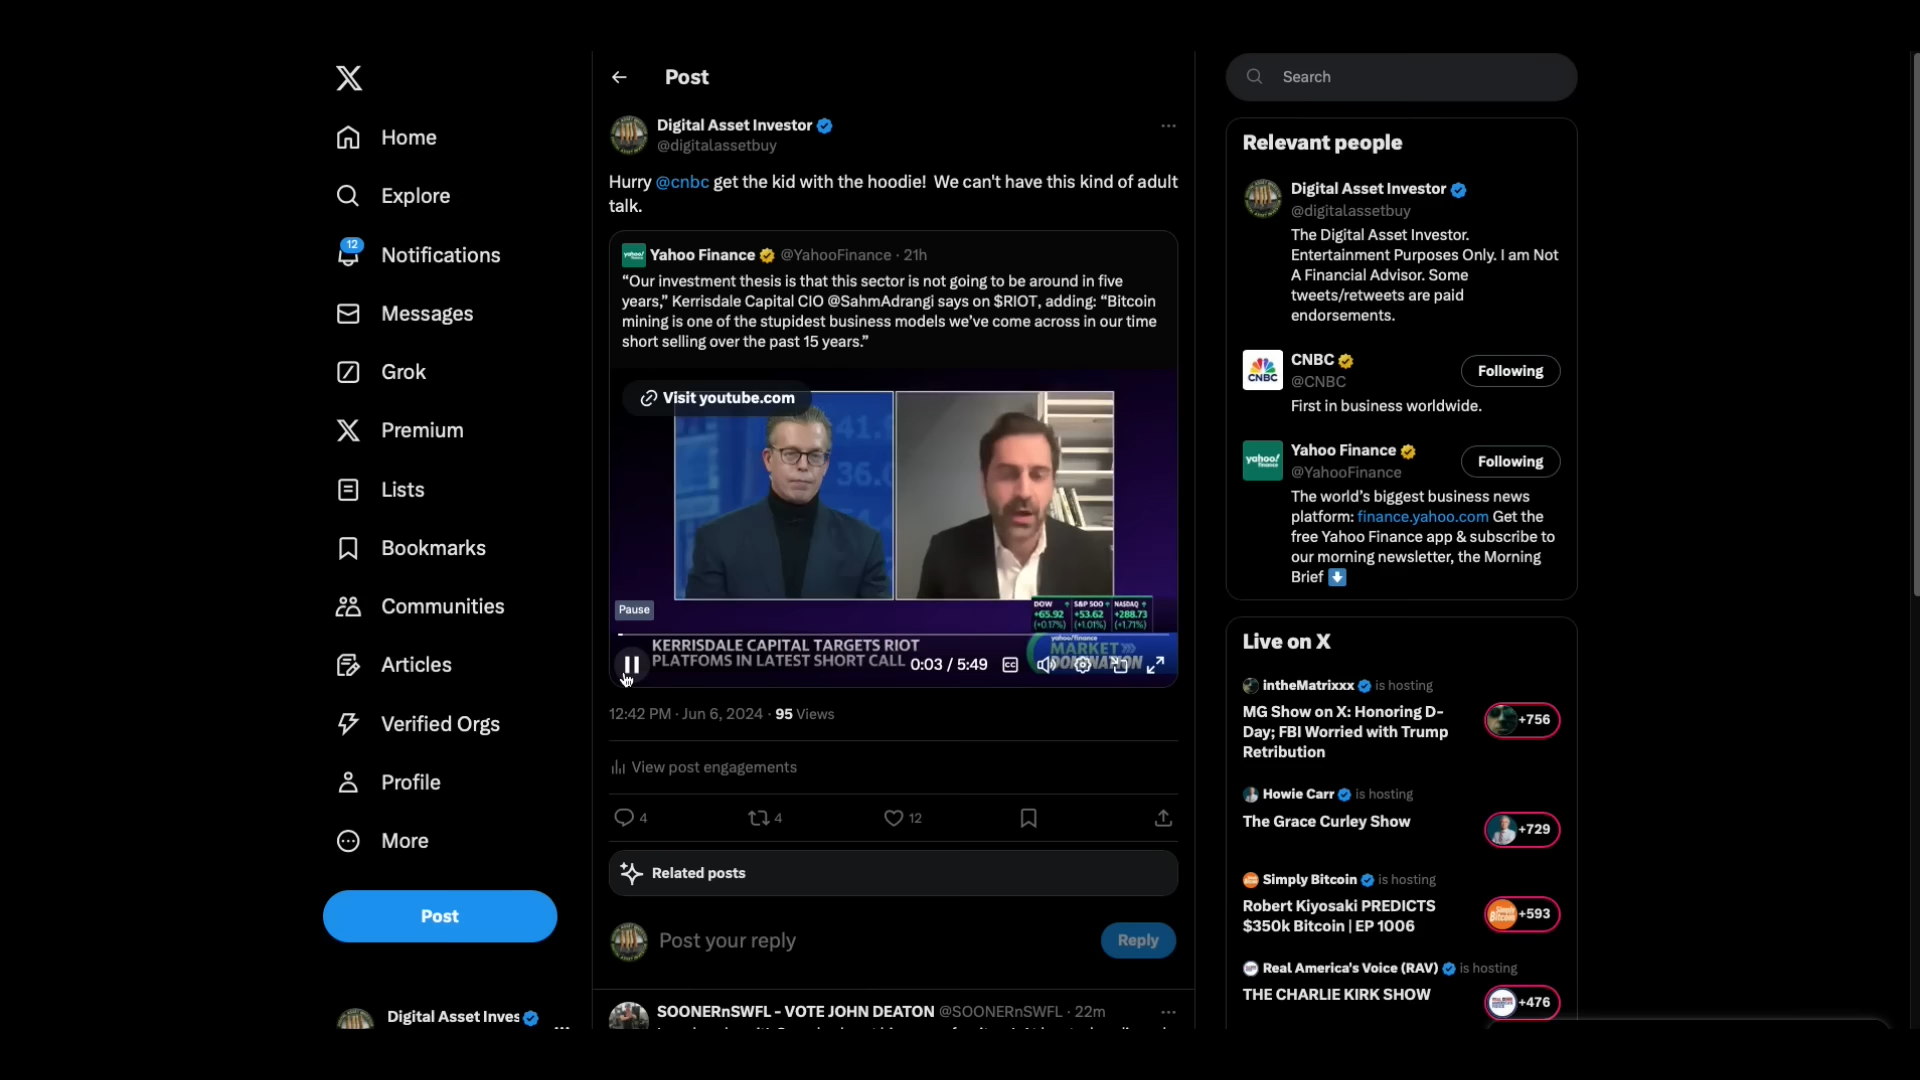 Home
Explore
12
Notifications
Messages
Grok
Premium
Lists
Bookmarks
Communities
Articles
Verified Orgs
Profile
More
Post
Digital Asset Inves
Post
Digital Asset Investor
@digitalassetbuy
Hurry @cnbc get the kid with the hoodie!  We can't have this kind of adult
talk.
Yahoo Finance @YahooFinance · 21h
“Our investment thesis is that this sector is not going to be around in five
years,” Kerrisdale Capital CIO @SahmAdrangi says on $RIOT, adding: “Bitcoin
mining is one of the stupidest business models we’ve come across in our time
short selling over the past 15 years.”
Visit youtube.com
Pause
DOW S&P 500 NASDAQ
+65.92 +53.62 +288.73
(+0.17%) (+1.01%) (+1.71%)
KERRISDALE CAPITAL TARGETS RIOT
PLATFOMS IN LATEST SHORT CALL
0:03 / 5:49
yahoo/finance
MARKET
DOMINATION
12:42 PM · Jun 6, 2024 · 95 Views
View post engagements
4 4 12
Related posts
Post your reply
Reply
SOONERnSWFL - VOTE JOHN DEATON @SOONERnSWFL · 22m
Search
Relevant people
Digital Asset Investor
@digitalassetbuy
The Digital Asset Investor.
Entertainment Purposes Only. I am Not
A Financial Advisor. Some
tweets/retweets are paid
endorsements.
CNBC
CNBC
@CNBC
Following
First in business worldwide.
yahoo!
finance
Yahoo Finance
@YahooFinance
Following
The world’s biggest business news
platform: finance.yahoo.com Get the
free Yahoo Finance app & subscribe to
our morning newsletter, the Morning
Brief
Live on X
intheMatrixxx is hosting
MG Show on X: Honoring D-
Day; FBI Worried with Trump
Retribution
+756
Howie Carr is hosting
The Grace Curley Show
+729
Simply Bitcoin is hosting
Robert Kiyosaki PREDICTS
$350k Bitcoin | EP 1006
+593
Real America's Voice (RAV) is hosting
THE CHARLIE KIRK SHOW
+476